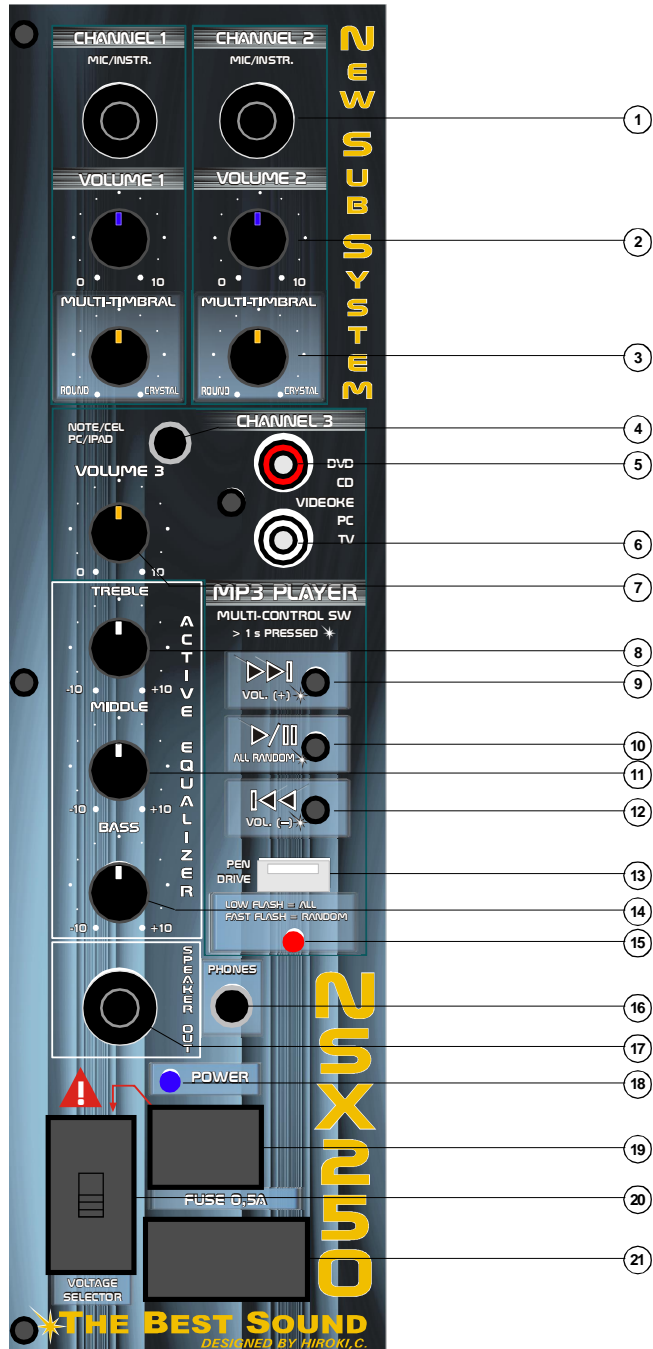 CHANNEL 1
CHANNEL 2
MIC/INSTR.
MIC/INSTR.
NEW SUB SYSTEM
1
VOLUME 1
VOLUME 2
2
0
10
0
10
MULTI-TIMBRAL
MULTI-TIMBRAL
3
ROUND
CRYSTAL
ROUND
CRYSTAL
NOTE/CEL
PC/IPAD
CHANNEL 3
4
VOLUME 3
DVD
CD
VIDEOKE
PC
TV
5
6
0
10
7
TREBLE
MP3 PLAYER
MULTI-CONTROL SW
> 1 s PRESSED
ACTIVE EQUALIZER
8
-10
+10
VOL. (+)
9
MIDDLE
ALL RANDOM
10
11
-10
+10
VOL. (—)
12
BASS
PEN
DRIVE
13
-10
+10
LOW FLASH = ALL
FAST FLASH = RANDOM
14
15
SPEAKER OUT
PHONES
16
17
NSX250
POWER
18
!
19
FUSE 0,5A
20
21
VOLTAGE
SELECTOR
THE BEST SOUND
DESIGNED BY HIROKI,C.